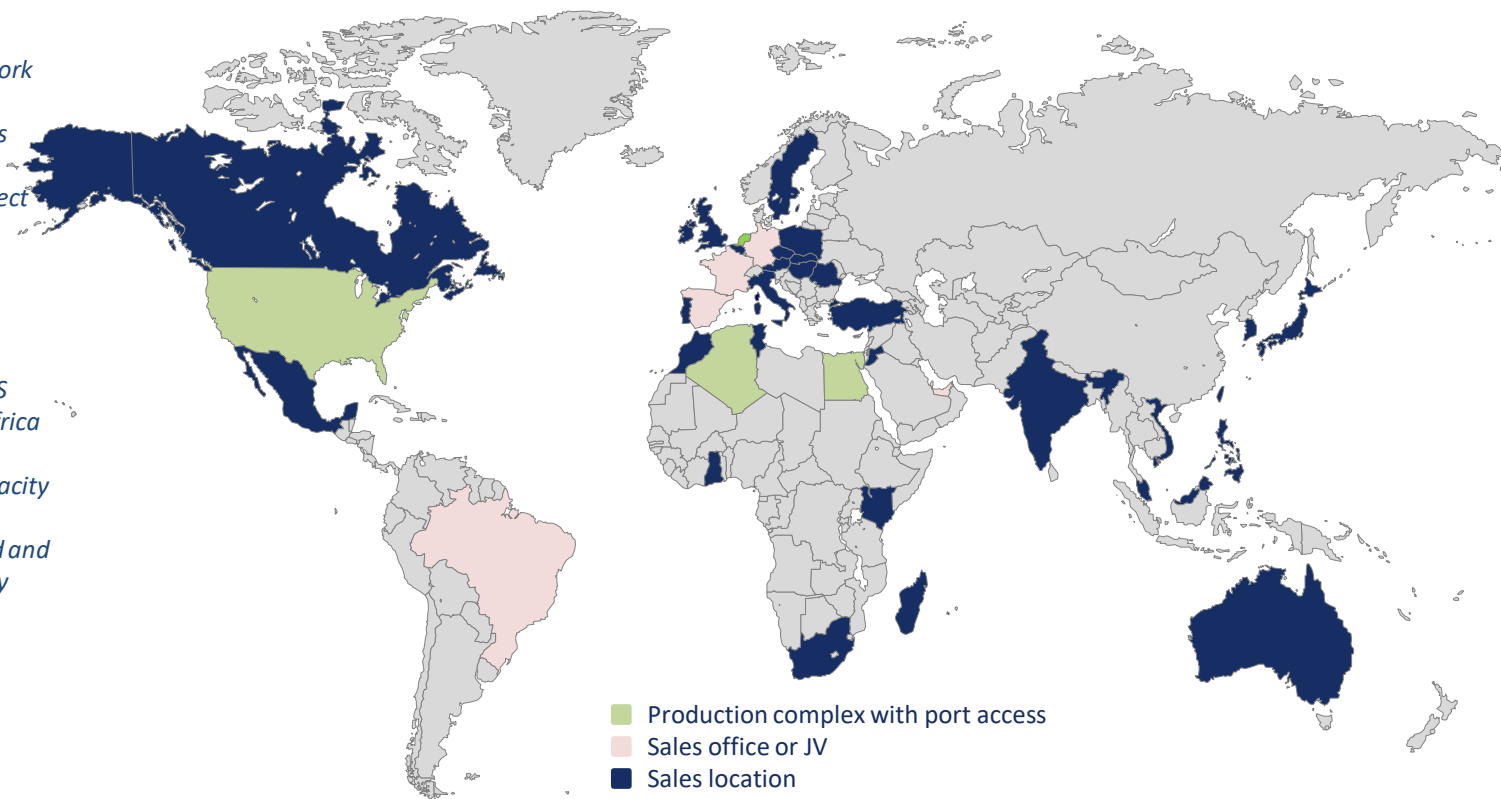 ork
s
ect
S
frica
acity
d and
y
Production complex with port access
Sales office or JV
Sales location